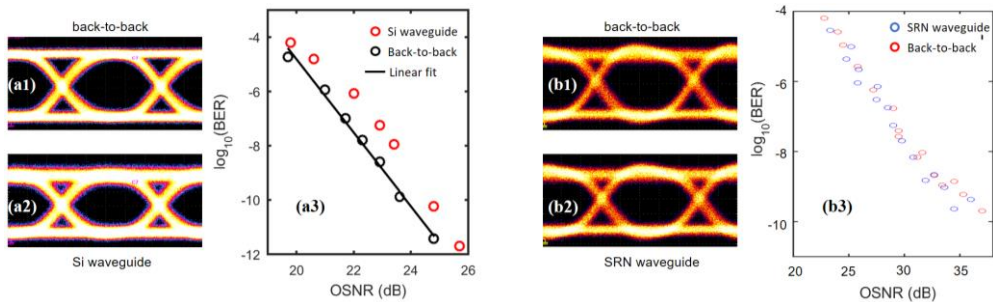 back-to-back
(a1)
(a2)
Si waveguide
-4
-6
-8
-10
-12
log10(BER)
Si waveguide
Back-to-back
Linear fit
(a3)
20
22
24
26
OSNR (dB)
back-to-back
(b1)
(b2)
SRN waveguide
-4
-6
-8
-10
log10(BER)
SRN waveguide
Back-to-back
(b3)
20
25
30
35
OSNR (dB)